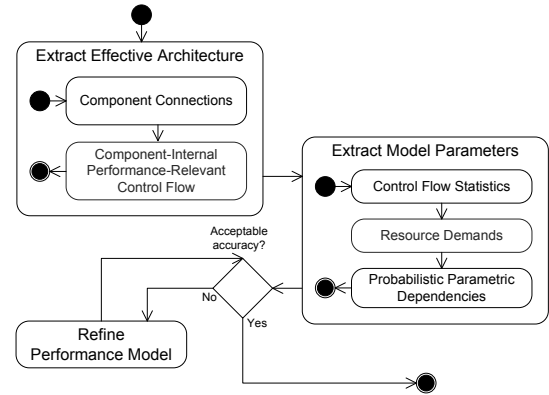 Extract Effective Architecture
Component Connections
Component-Internal
Performance-Relevant
Control Flow
Extract Model Parameters
Control Flow Statistics
Resource Demands
Probabilistic Parametric
Dependencies
Acceptable
accuracy?
No
Yes
Refine
Performance Model